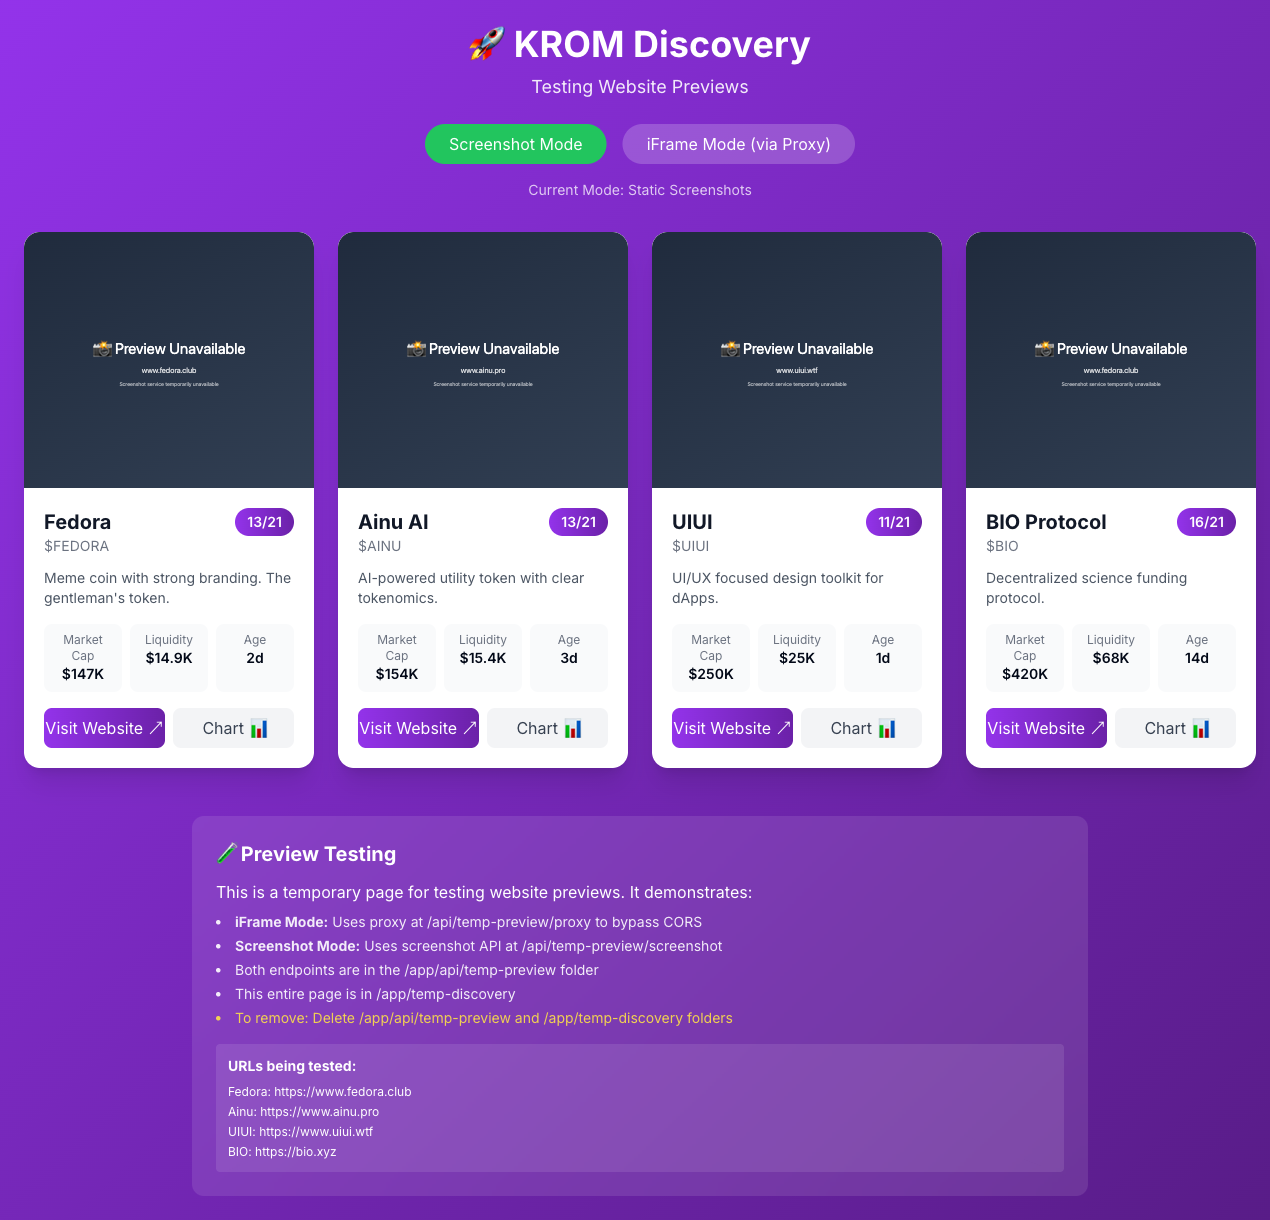 🚀 KROM Discovery
Testing Website Previews
Screenshot Mode
iFrame Mode (via Proxy)
Current Mode: Static Screenshots
📸 Preview Unavailable
www.fedora.club
Screenshot service temporarily unavailable
Fedora
13/21
$FEDORA
Meme coin with strong branding. The
gentleman's token.
Market
Cap
$147K
Liquidity
$14.9K
Age
2d
Visit Website ↗
Chart 📊
📸 Preview Unavailable
www.ainu.pro
Screenshot service temporarily unavailable
Ainu AI
13/21
$AINU
AI-powered utility token with clear
tokenomics.
Market
Cap
$154K
Liquidity
$15.4K
Age
3d
Visit Website ↗
Chart 📊
📸 Preview Unavailable
www.uiui.wtf
Screenshot service temporarily unavailable
UIUI
11/21
$UIUI
UI/UX focused design toolkit for
dApps.
Market
Cap
$250K
Liquidity
$25K
Age
1d
Visit Website ↗
Chart 📊
📸 Preview Unavailable
www.fedora.club
Screenshot service temporarily unavailable
BIO Protocol
16/21
$BIO
Decentralized science funding
protocol.
Market
Cap
$420K
Liquidity
$68K
Age
14d
Visit Website ↗
Chart 📊
🧪 Preview Testing
This is a temporary page for testing website previews. It demonstrates:
• iFrame Mode: Uses proxy at /api/temp-preview/proxy to bypass CORS
• Screenshot Mode: Uses screenshot API at /api/temp-preview/screenshot
• Both endpoints are in the /app/api/temp-preview folder
• This entire page is in /app/temp-discovery
• To remove: Delete /app/api/temp-preview and /app/temp-discovery folders
URLs being tested:
Fedora: https://www.fedora.club
Ainu: https://www.ainu.pro
UIUI: https://www.uiui.wtf
BIO: https://bio.xyz